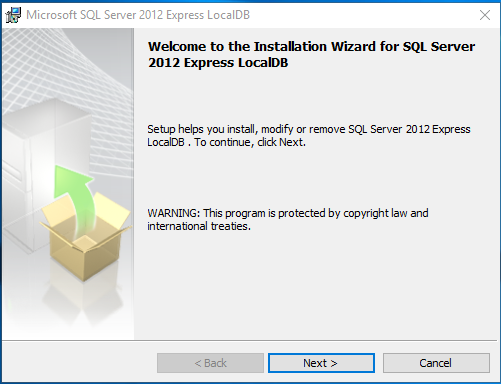 Microsoft SQL Server 2012 Express LocalDB
Welcome to the Installation Wizard for SQL Server
2012 Express LocalDB
Setup helps you install, modify or remove SQL Server 2012 Express
LocalDB . To continue, click Next.
WARNING: This program is protected by copyright law and
international treaties.
< Back
Next >
Cancel